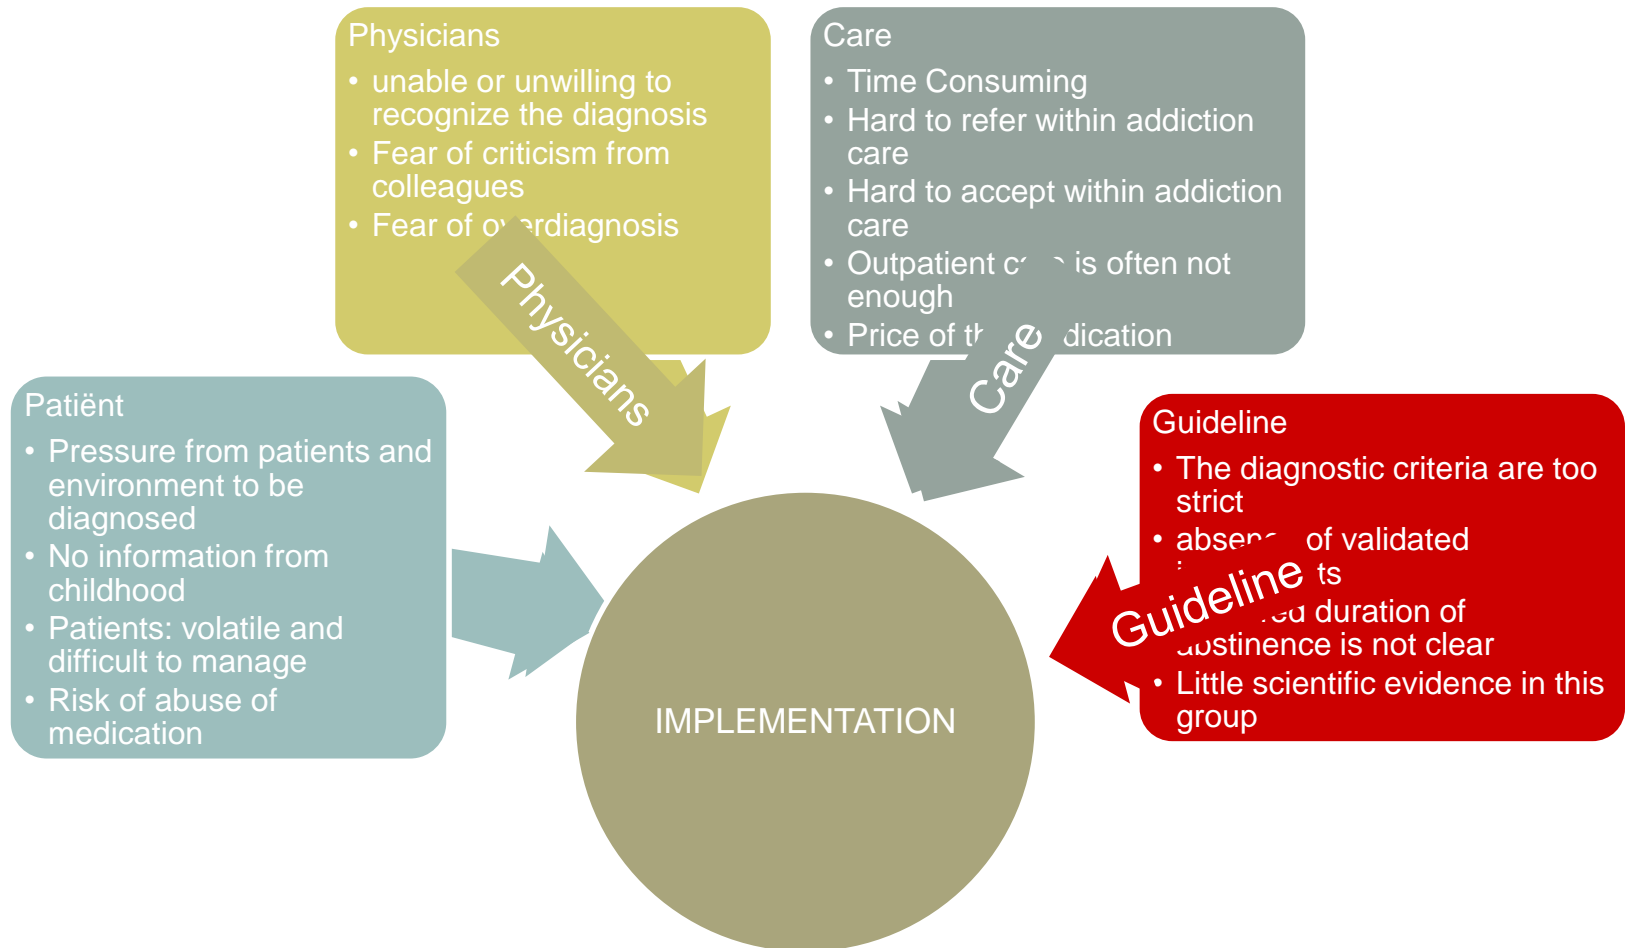 Physicians
• unable or unwilling to
recognize the diagnosis
• Fear of criticism from
colleagues
• Fear of overdiagnosis
Physicians
Care
• Time Consuming
• Hard to refer within addiction
care
• Hard to accept within addiction
care
• Outpatient care is often not
enough
• Price of
Care
Patiënt
• Pressure from patients and
environment to be
diagnosed
• No information from
childhood
• Patients: volatile and
difficult to manage
• Risk of abuse of
medication
Guideline
• The diagnostic criteria are too
strict
• absence of validated
duration of
abstinence is not clear
• Little scientific evidence in this
group
Guideline
IMPLEMENTATION